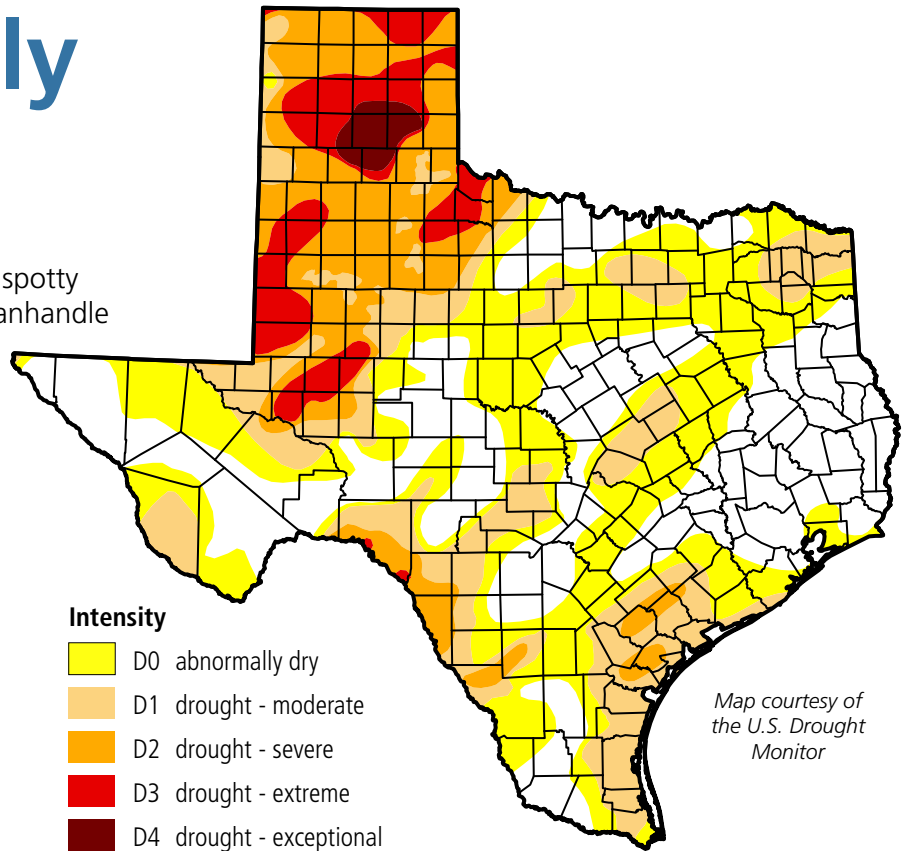 ly
spotty
anhandle
Intensity
D0 abnormally dry
D1 drought - moderate
D2 drought - severe
D3 drought - extreme
D4 drought - exceptional
Map courtesy of
the U.S. Drought
Monitor